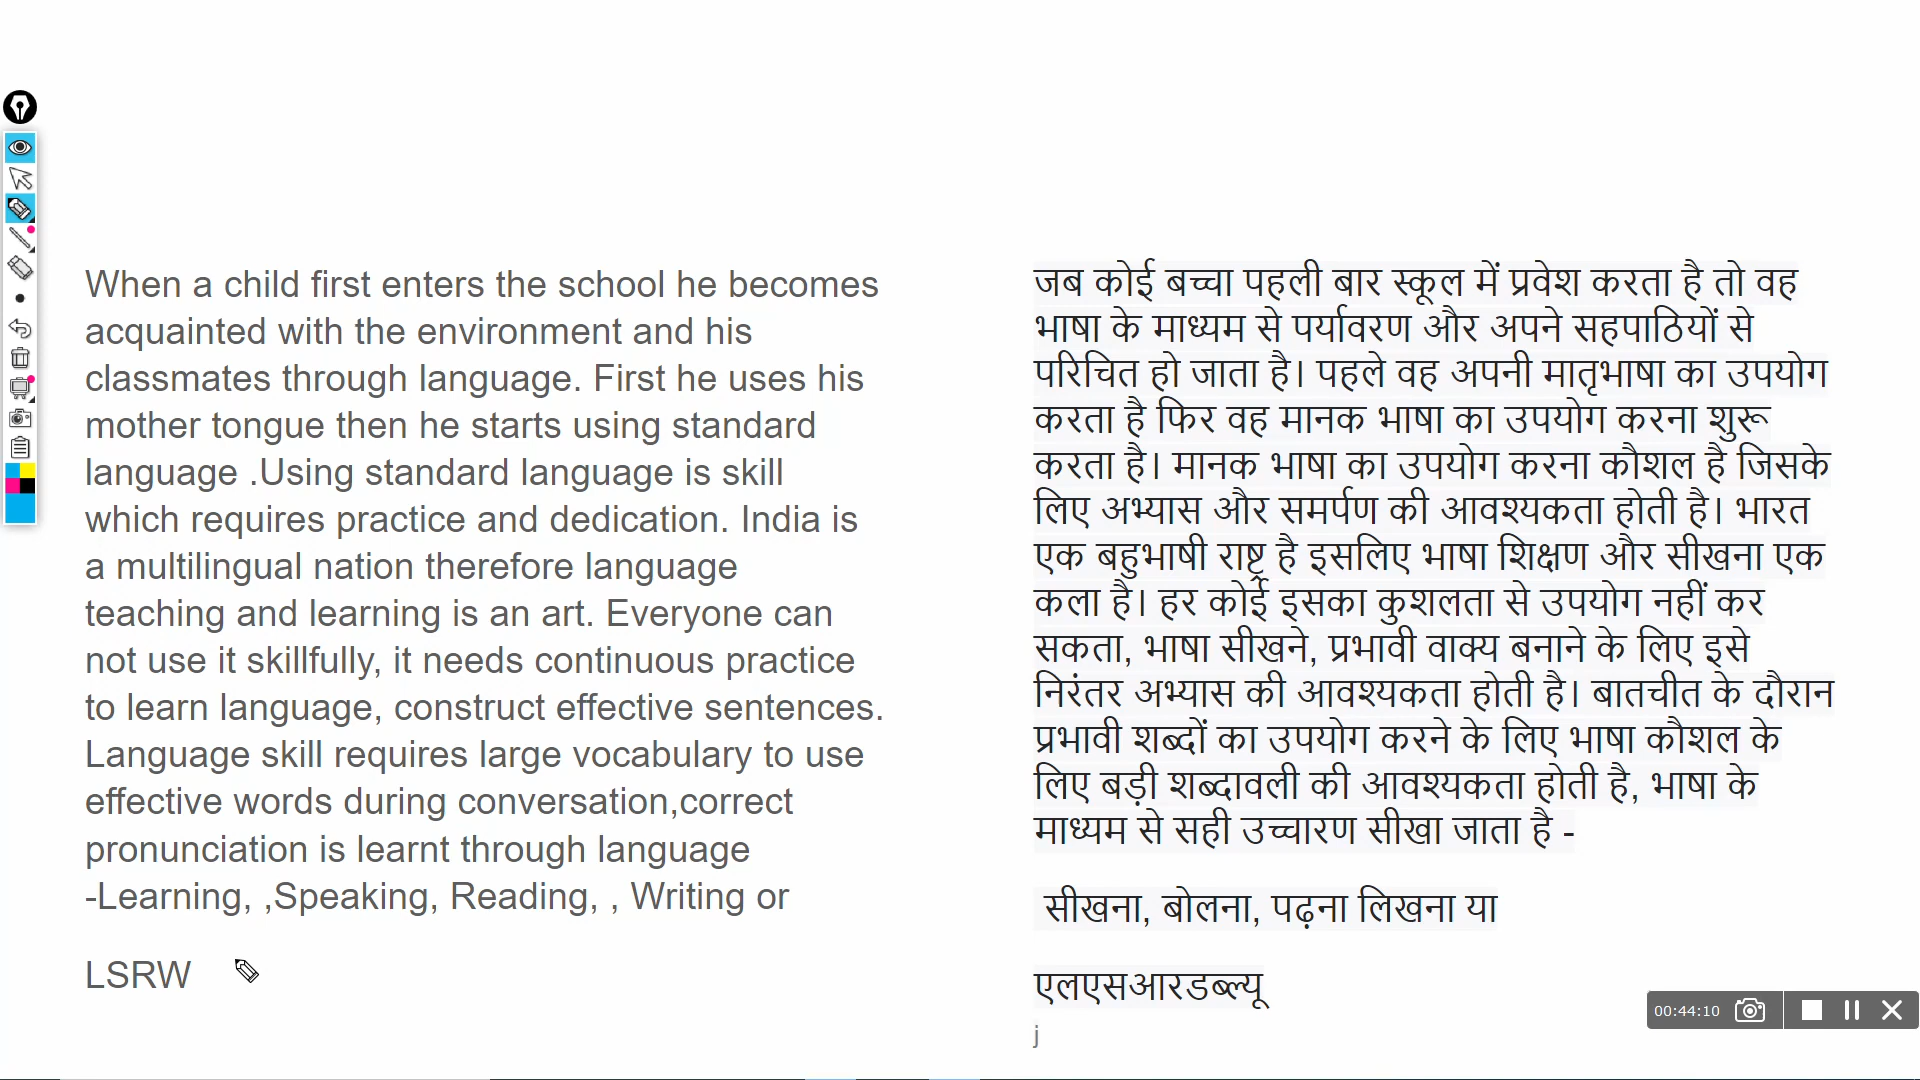 When a child first enters the school he becomes
acquainted with the environment and his
classmates through language. First he uses his
mother tongue then he starts using standard
language .Using standard language is skill
which requires practice and dedication. India is
a multilingual nation therefore language
teaching and learning is an art. Everyone can
not use it skillfully, it needs continuous practice
to learn language, construct effective sentences.
Language skill requires large vocabulary to use
effective words during conversation,correct
pronunciation is learnt through language
-Learning, ,Speaking, Reading, , Writing or
LSRW
जब कोई बच्चा पहली बार स्कूल में प्रवेश करता है तो वह
भाषा के माध्यम से पर्यावरण और अपने सहपाठियों से
परिचित हो जाता है। पहले वह अपनी मातृभाषा का उपयोग
करता है फिर वह मानक भाषा का उपयोग करना शुरू
करता है। मानक भाषा का उपयोग करना कौशल है जिसके
लिए अभ्यास और समर्पण की आवश्यकता होती है। भारत
एक बहुभाषी राष्ट्र है इसलिए भाषा शिक्षण और सीखना एक
कला है। हर कोई इसका कुशलता से उपयोग नहीं कर
सकता, भाषा सीखने, प्रभावी वाक्य बनाने के लिए इसे
निरंतर अभ्यास की आवश्यकता होती है। बातचीत के दौरान
प्रभावी शब्दों का उपयोग करने के लिए भाषा कौशल के
लिए बड़ी शब्दावली की आवश्यकता होती है, भाषा के
माध्यम से सही उच्चारण सीखा जाता है -
सीखना, बोलना, पढ़ना लिखना या
एलएसआरडब्ल्यू
j
00:44:10